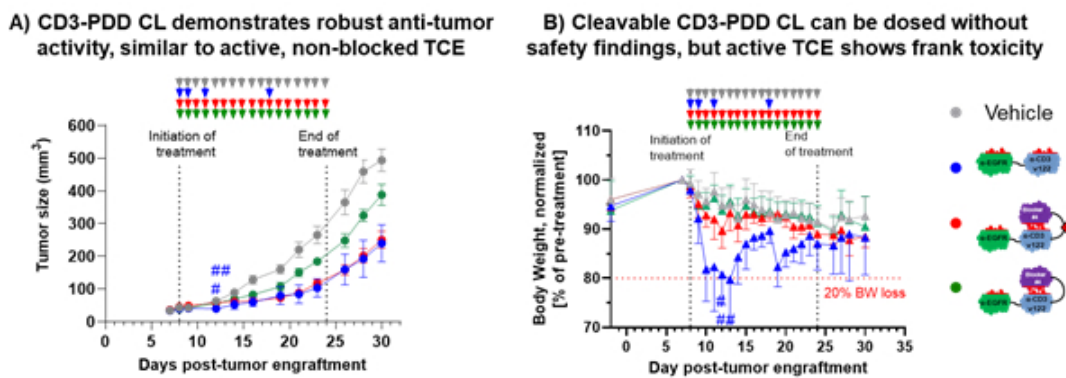 A) CD3-PDD CL demonstrates robust anti-tumor
activity, similar to active, non-blocked TCE
Initiation of
treatment
End of
treatment
600
500
400
300
200
100
0
Tumor size (mm³)
##
#
0
5
10
15
20
25
30
Days post-tumor engraftment
B) Cleavable CD3-PDD CL can be dosed without
safety findings, but active TCE shows frank toxicity
Initiation of
treatment
End
of treatment
110
100
90
80
70
Body Weight, normalized
[% of pre-treatment]
20% BW loss
#
##
0
5
10
15
20
25
30
35
Day post-tumor engraftment
Vehicle
α-EGFR
α-CD3
v122
Blocker
α-EGFR
α-CD3
v122
Blocker
α-EGFR
α-CD3
v122